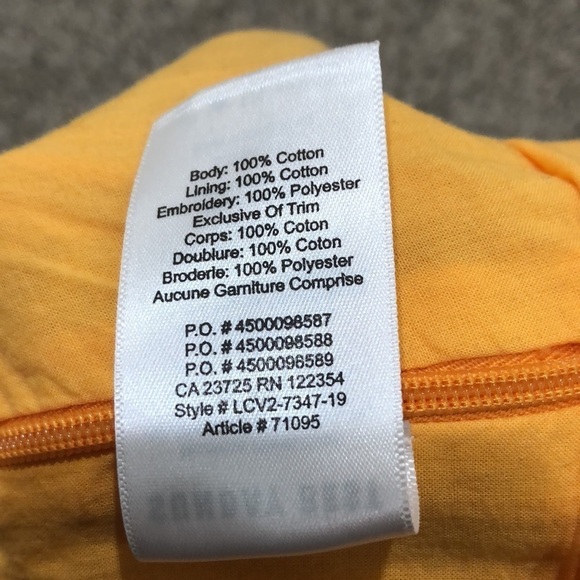 Body: 100% Cotton
Lining: 100% Cotton
Embroidery: 100% Polyester
Exclusive Of Trim
Corps: 100% Coton
Doublure: 100% Coton
Broderie: 100% Polyester
Aucune Garniture Comprise
P.O. # 4500098587
P.O. # 4500098588
P.O. # 4500098589
CA 23725 RN 122354
Style # LCV2-7347-19
Article # 71095